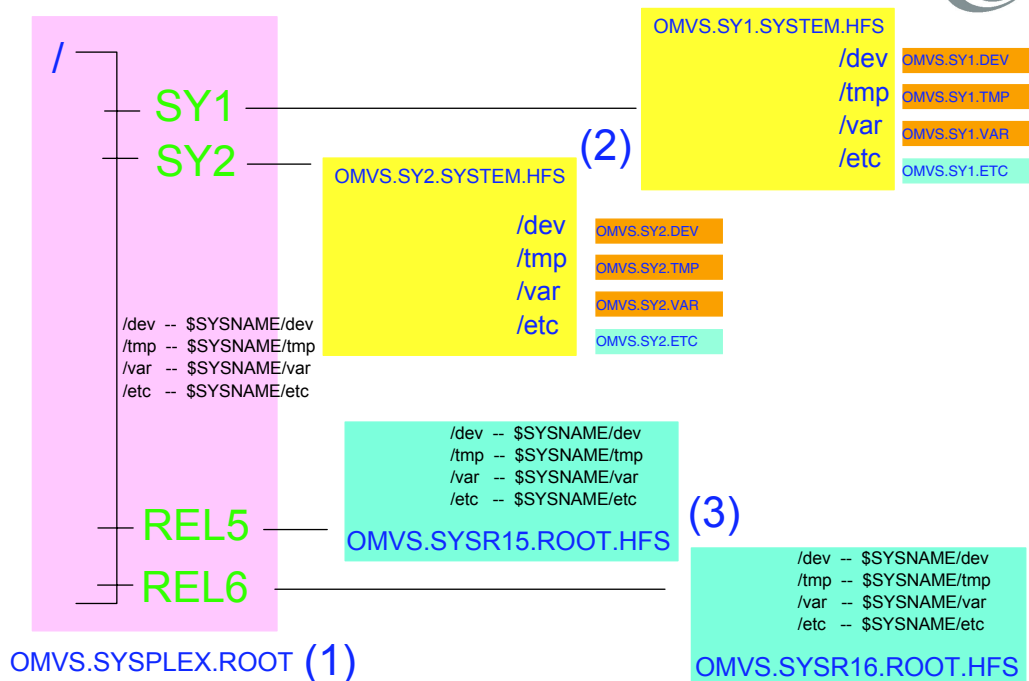 /
SY1
SY2
/dev -- $SYSNAME/dev
/tmp -- $SYSNAME/tmp
/var -- $SYSNAME/var
/etc -- $SYSNAME/etc
REL5
REL6
OMVS.SYSPLEX.ROOT (1)
OMVS.SY1.SYSTEM.HFS
/dev OMVS.SY1.DEV
/tmp OMVS.SY1.TMP
/var OMVS.SY1.VAR
/etc OMVS.SY1.ETC
(2)
OMVS.SY2.SYSTEM.HFS
/dev OMVS.SY2.DEV
/tmp OMVS.SY2.TMP
/var OMVS.SY2.VAR
/etc OMVS.SY2.ETC
/dev -- $SYSNAME/dev
/tmp -- $SYSNAME/tmp
/var -- $SYSNAME/var
/etc -- $SYSNAME/etc
OMVS.SYSR15.ROOT.HFS
(3)
/dev -- $SYSNAME/dev
/tmp -- $SYSNAME/tmp
/var -- $SYSNAME/var
/etc -- $SYSNAME/etc
OMVS.SYSR16.ROOT.HFS